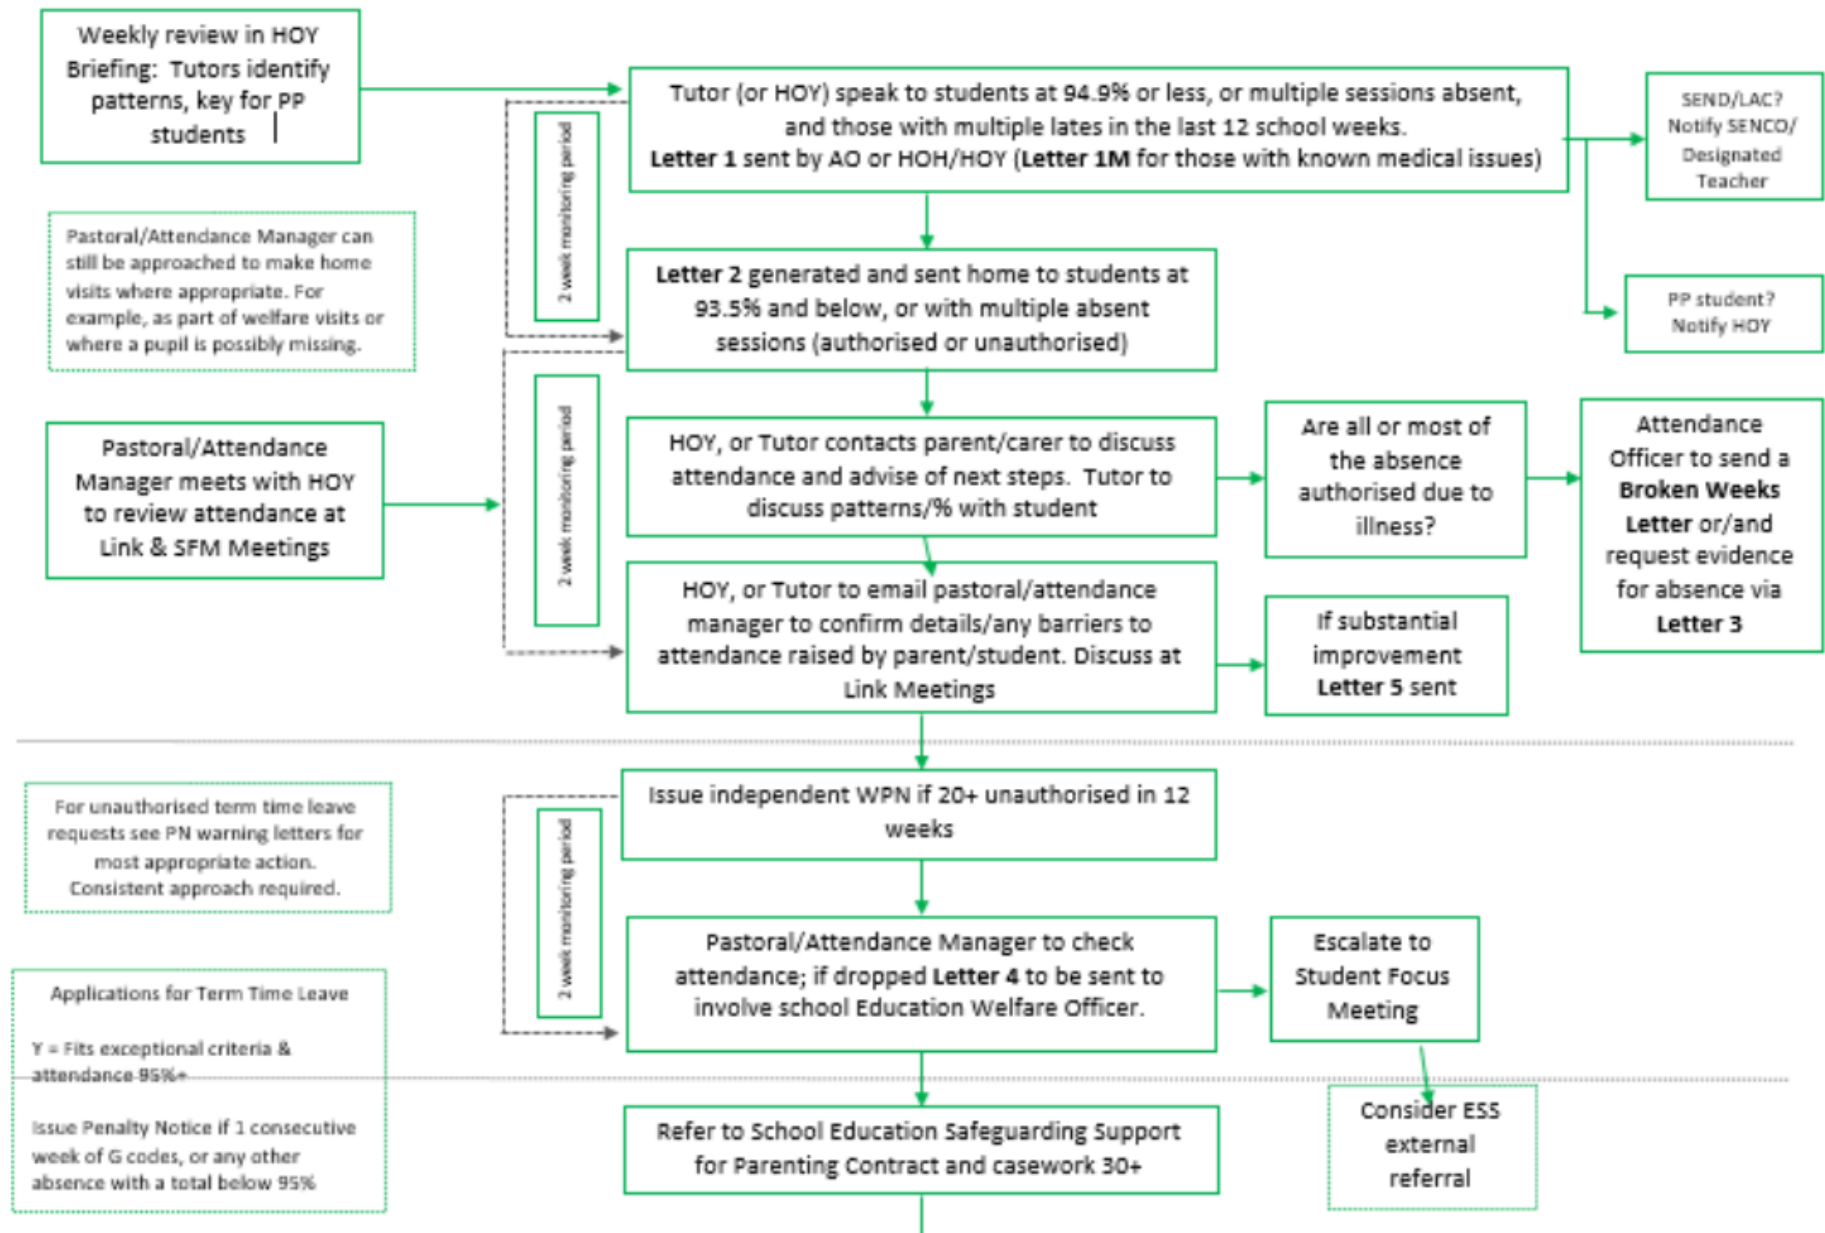 Weekly review in HOY
Briefing: Tutors identify
patterns, key for PP
students
Tutor (or HOY) speak to students at 94.9% or less, or multiple sessions absent,
and those with multiple lates in the last 12 school weeks.
Letter 1 sent by AO or HOH/HOY (Letter 1M for those with known medical issues)
SEND/LAC?
Notify SENCO/
Designated
Teacher
2 week monitoring period
Pastoral/Attendance Manager can
still be approached to make home
visits where appropriate. For
example, as part of welfare visits or
where a pupil is possibly missing.
Letter 2 generated and sent home to students at
93.5% and below, or with multiple absent
sessions (authorised or unauthorised)
PP student?
Notify HOY
Pastoral/Attendance
Manager meets with HOY
to review attendance at
Link & SFM Meetings
2 week monitoring period
HOY, or Tutor contacts parent/carer to discuss
attendance and advise of next steps. Tutor to
discuss patterns/% with student
Are all or most of
the absence
authorised due to
illness?
Attendance
Officer to send a
Broken Weeks
Letter or/and
request evidence
for absence via
Letter 3
HOY, or Tutor to email pastoral/attendance
manager to confirm details/any barriers to
attendance raised by parent/student. Discuss at
Link Meetings
If substantial
improvement
Letter 5 sent
For unauthorised term time leave
requests see PN warning letters for
most appropriate action.
Consistent approach required.
2 week monitoring period
Issue independent WPN if 20+ unauthorised in 12
weeks
Pastoral/Attendance Manager to check
attendance; if dropped Letter 4 to be sent to
involve school Education Welfare Officer.
Escalate to
Student Focus
Meeting
Applications for Term Time Leave
Y = Fits exceptional criteria &
attendance 95%+
Issue Penalty Notice if 1 consecutive
week of G codes, or any other
absence with a total below 95%
Refer to School Education Safeguarding Support
for Parenting Contract and casework 30+
Consider ESS
external
referral